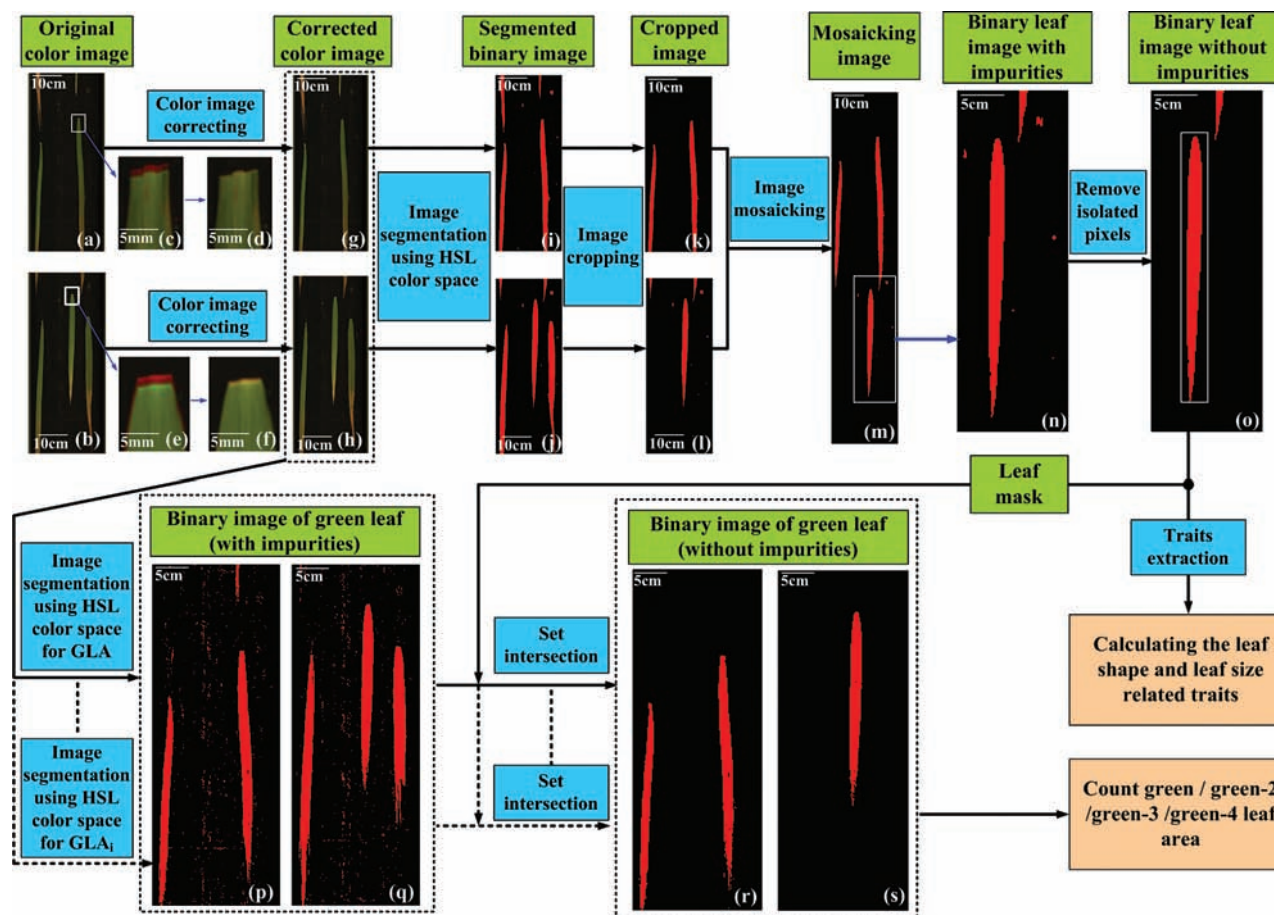 Original
color image
Corrected
color image
Segmented
binary image
Cropped
image
Mosaicking
image
Binary leaf
image with
impurities
Binary leaf
image without
impurities
10cm
10cm
10cm
10cm
10cm
5cm
5cm
Color image
correcting
5mm
(c)
5mm
(d)
(a)
(g)
Image
segmentation
using HSL
color space
(i)
Image
cropping
(k)
Image
mosaicking
Remove
isolated
pixels
Color image
correcting
5mm
(e)
5mm
(f)
10cm
(b)
10cm
(h)
10cm
(j)
10cm
(l)
(m)
(n)
(o)
Leaf
mask
Traits
extraction
Image
segmentation
using HSL
color space
for GLA
Image
segmentation
using HSL
color space
for GLAi
Binary image of green leaf
(with impurities)
5cm
5cm
(p)
(q)
Set
intersection
Set
intersection
Binary image of green leaf
(without impurities)
5cm
5cm
(r)
(s)
Calculating the leaf
shape and leaf size
related traits
Count green / green-2
/green-3 /green-4 leaf
area